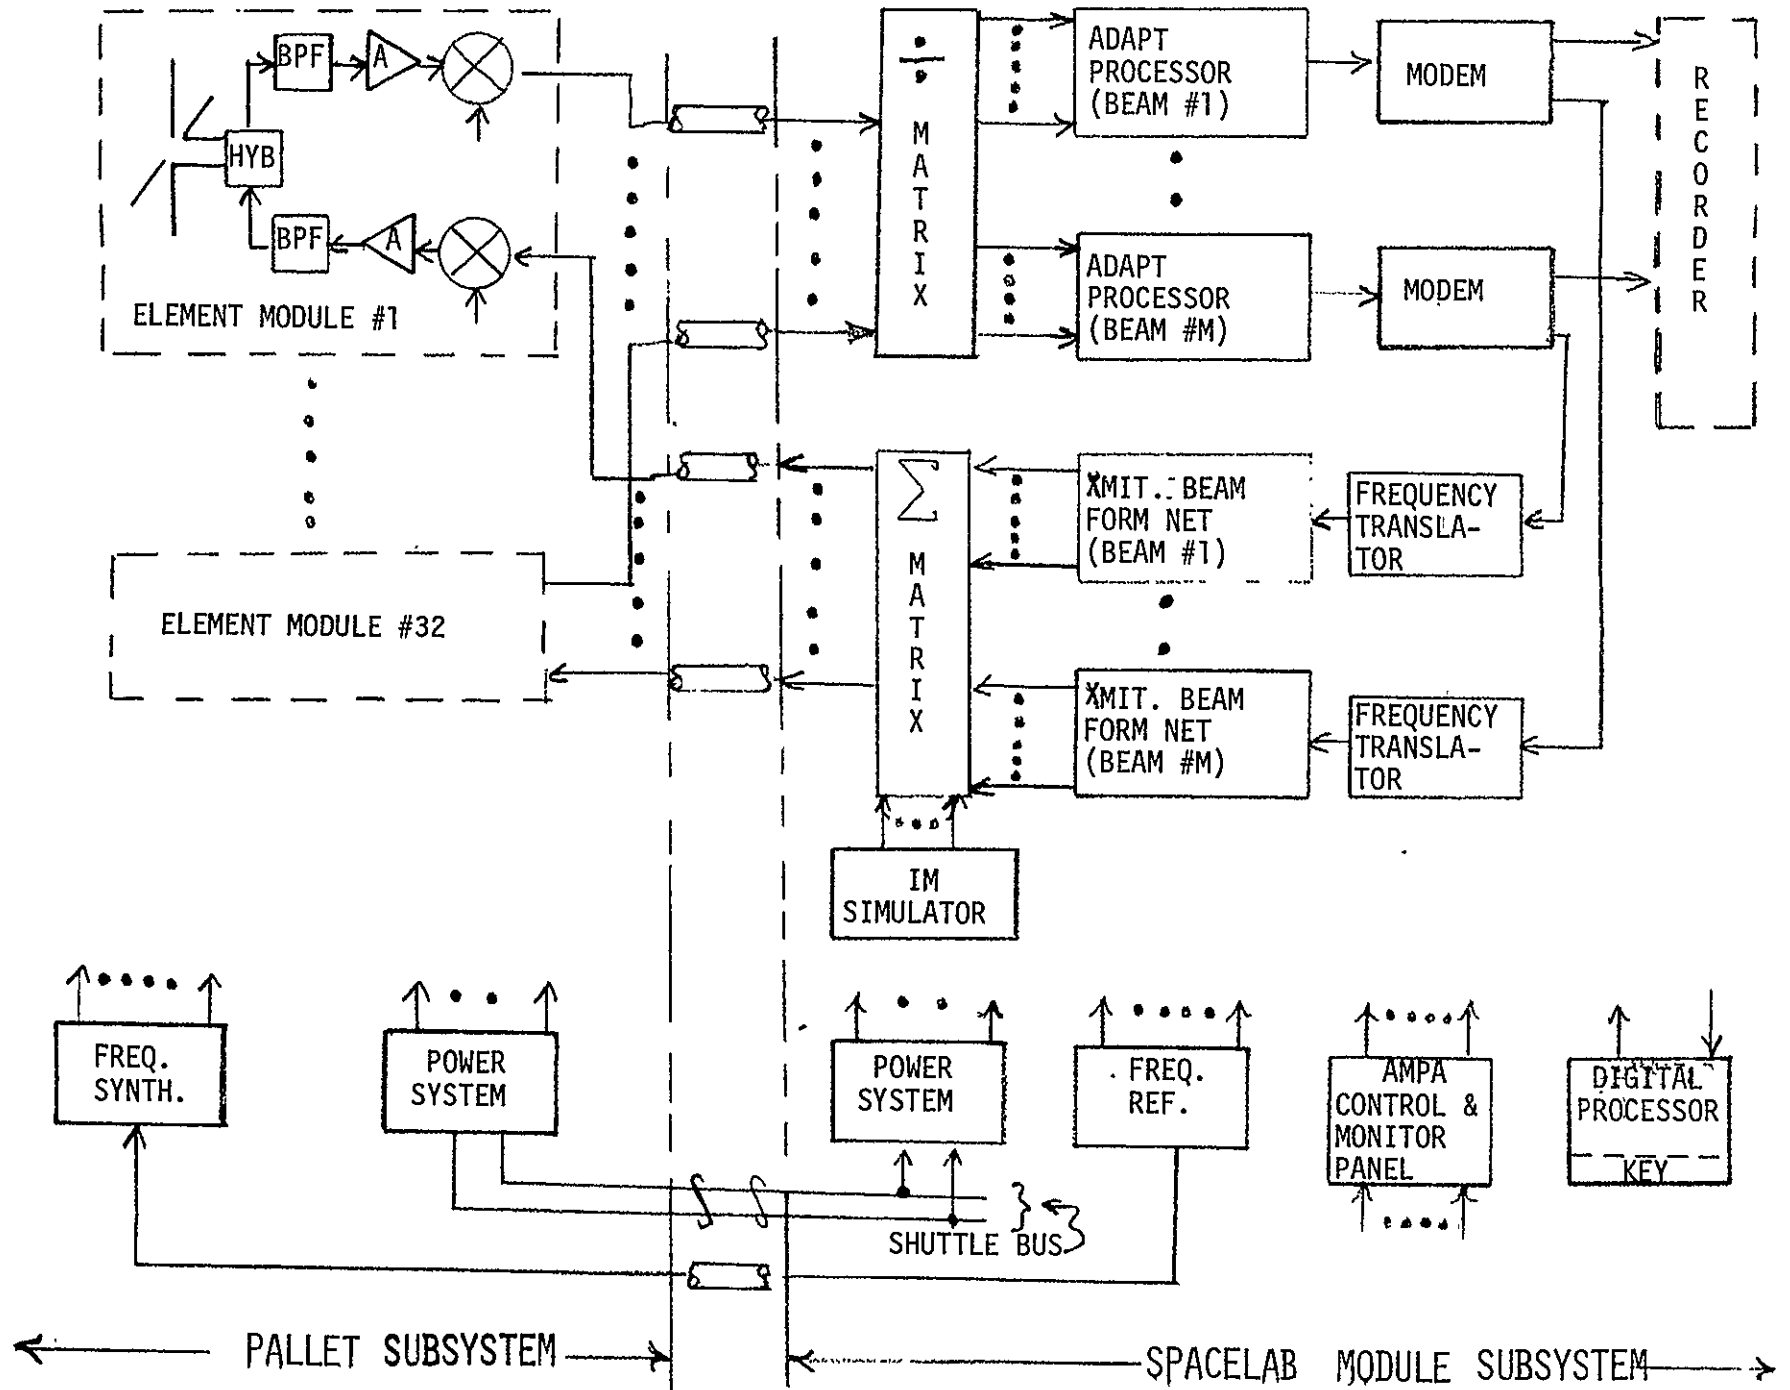 BPF
A
HYB
BPF
A
ELEMENT MODULE #1
ELEMENT MODULE #32
÷ MATRIX
ADAPT
PROCESSOR
(BEAM #1)
MODEM
ADAPT
PROCESSOR
(BEAM #M)
MODEM
RECORDER
Σ MATRIX
XMIT. BEAM
FORM NET
(BEAM #1)
FREQUENCY
TRANSLA-
TOR
XMIT. BEAM
FORM NET
(BEAM #M)
FREQUENCY
TRANSLA-
TOR
IM
SIMULATOR
FREQ.
SYNTH.
POWER
SYSTEM
POWER
SYSTEM
FREQ.
REF.
AMPA
CONTROL &
MONITOR
PANEL
DIGITAL
PROCESSOR
KEY
SHUTTLE BUS
PALLET SUBSYSTEM
SPACELAB MODULE SUBSYSTEM